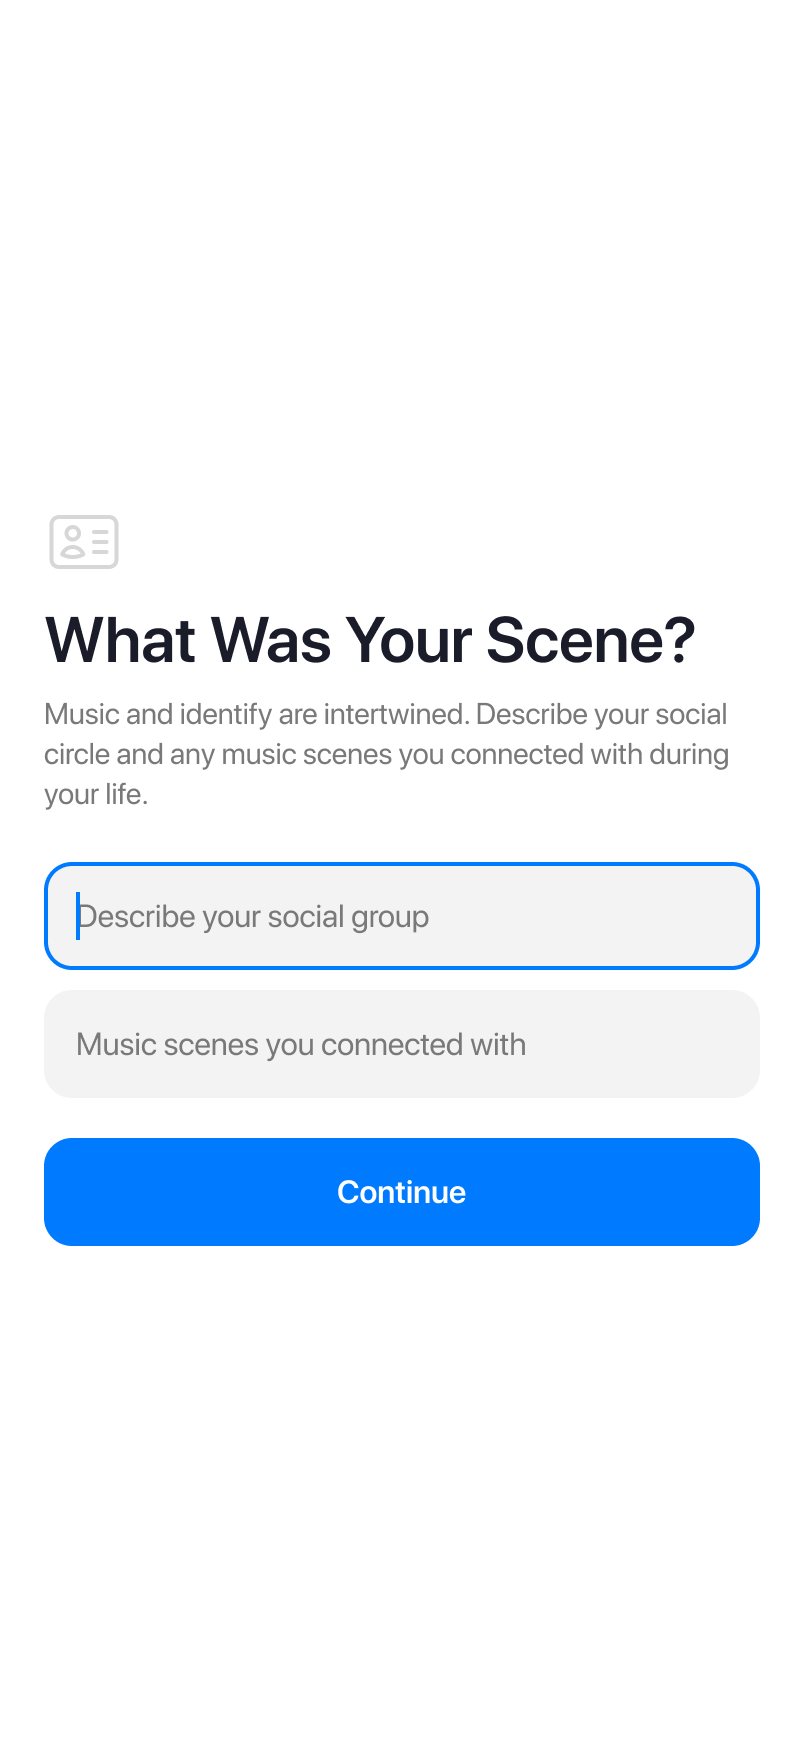 What Was Your Scene?
Music and identify are intertwined. Describe your social
circle and any music scenes you connected with during
your life.
Describe your social group
Music scenes you connected with
Continue